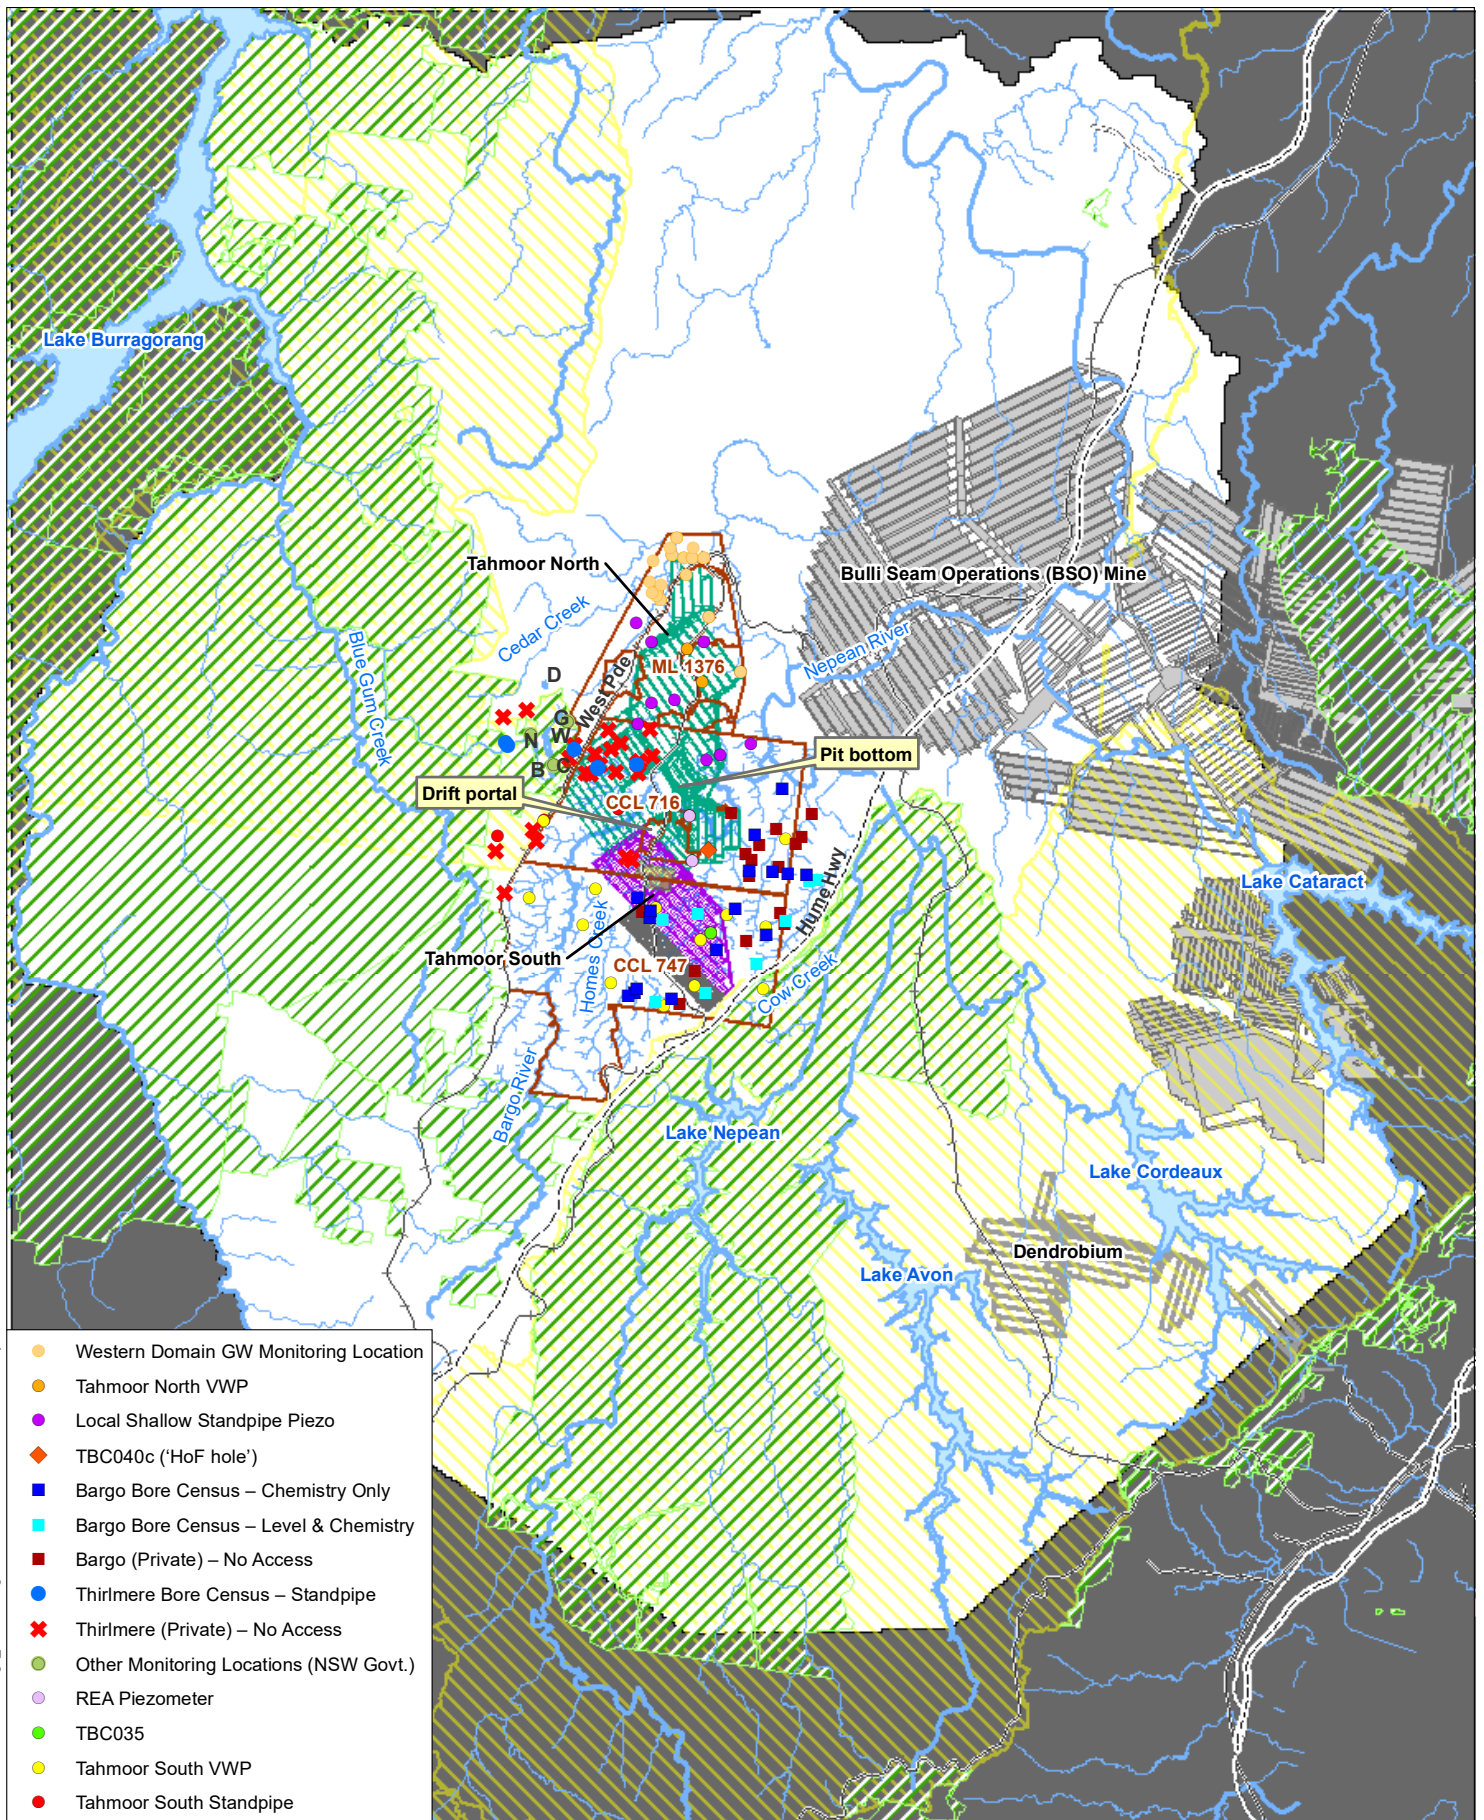 Lake Burragorang
Tahmoor North
Bulli Seam Operations (BSO) Mine
Cedar Creek
Nepean River
Blue Gum Creek
West Pde
ML 1376
D
G
W
N
B
C
Pit bottom
Drift portal
CCL 716
Hume Hwy
Lake Cataract
Homes Creek
Tahmoor South
CCL 747
Cow Creek
Bargo River
Lake Nepean
Lake Cordeaux
Dendrobium
Lake Avon
Western Domain GW Monitoring Location
Tahmoor North VWP
Local Shallow Standpipe Piezo
TBC040c (‘HoF hole’)
Bargo Bore Census – Chemistry Only
Bargo Bore Census – Level & Chemistry
Bargo (Private) – No Access
Thirlmere Bore Census – Standpipe
Thirlmere (Private) – No Access
Other Monitoring Locations (NSW Govt.)
REA Piezometer
TBC035
Tahmoor South VWP
Tahmoor South Standpipe